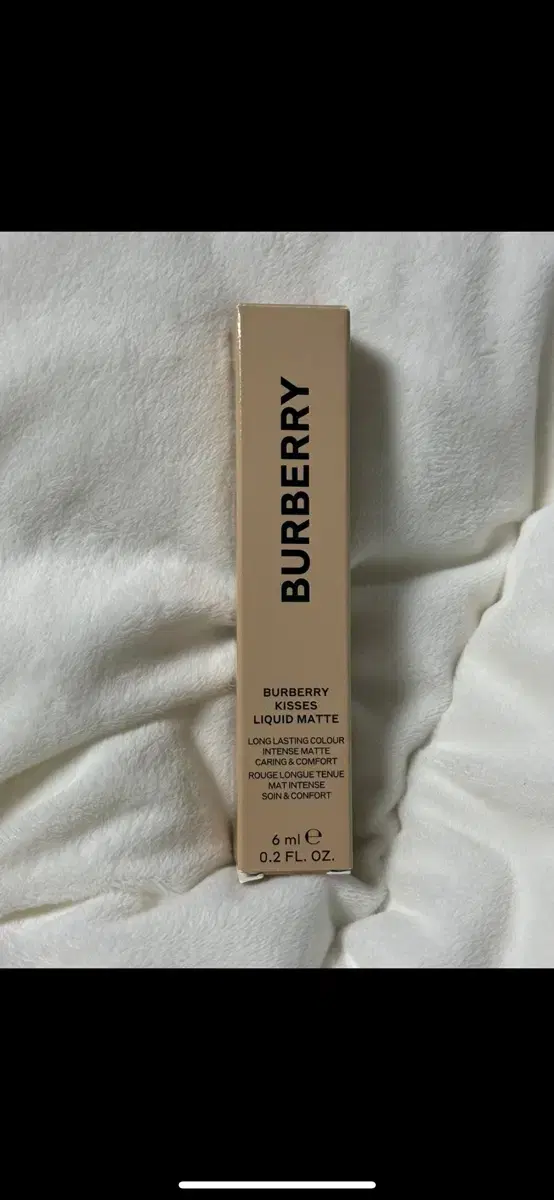 BURBERRY
BURBERRY
KISSES
LIQUID MATTE
LONG LASTING COLOUR
INTENSE MATTE
CARING & COMFORT
ROUGE LONGUE TENUE
MAT INTENSE
SOIN & CONFORT
6 ml ℮
0.2 FL. OZ.